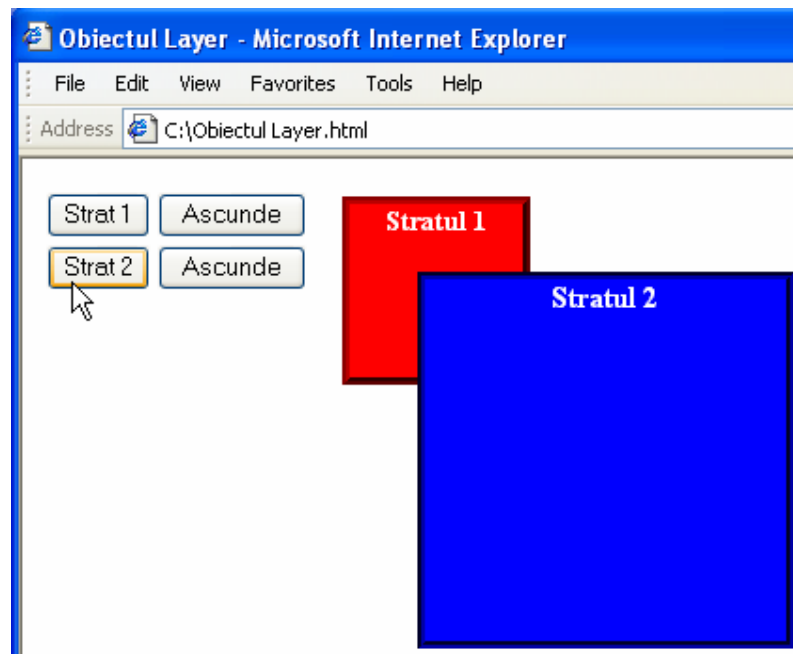 Obiectul Layer - Microsoft Internet Explorer
File Edit View Favorites Tools Help
Address C:\Obiectul Layer.html
Strat 1 Ascunde Stratul 1
Strat 2 Ascunde
Stratul 2